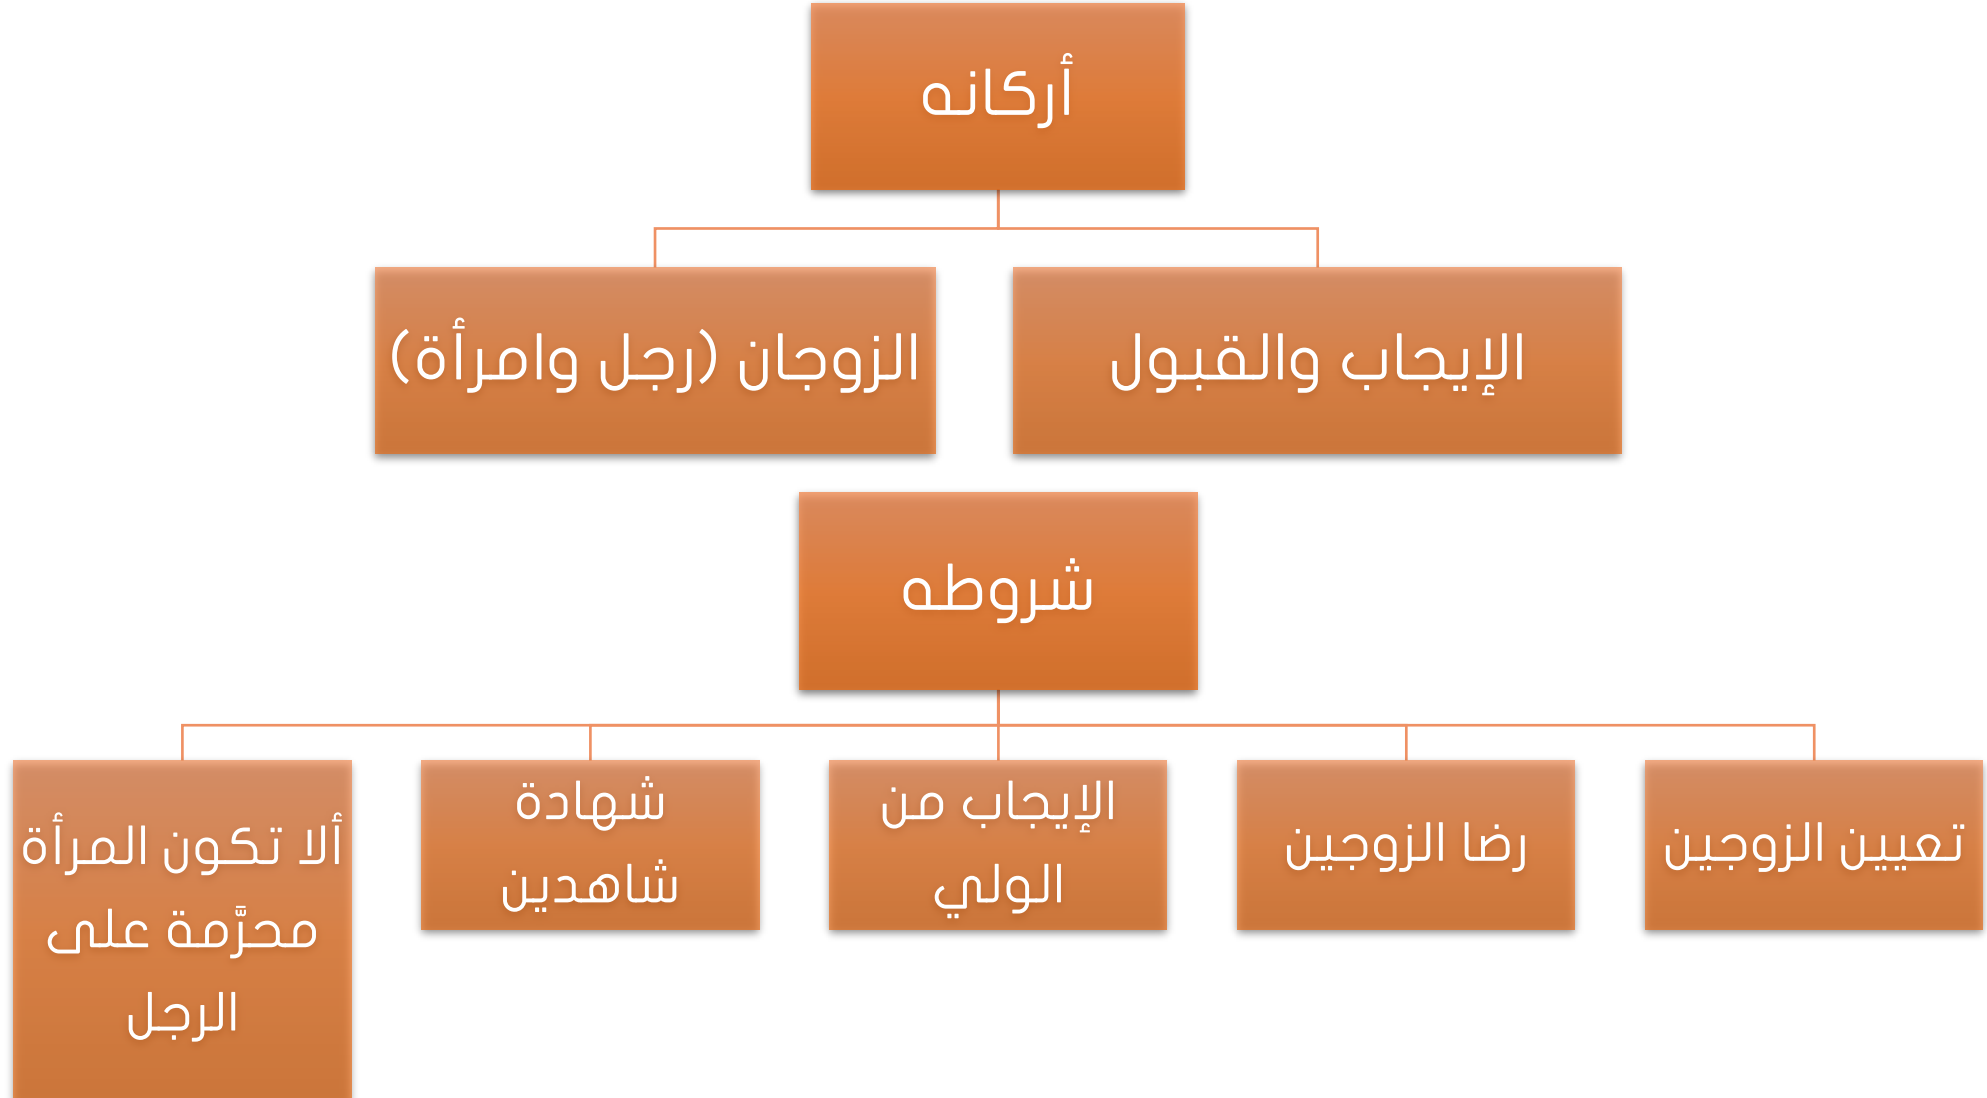 أركانه
الإيجاب والقبول
الزوجان (رجل وامرأة)
شروطه
تعيين الزوجين
رضا الزوجين
الإيجاب من
الولي
شهادة
شاهدين
ألا تكون المرأة
محرَّمة على
الرجل